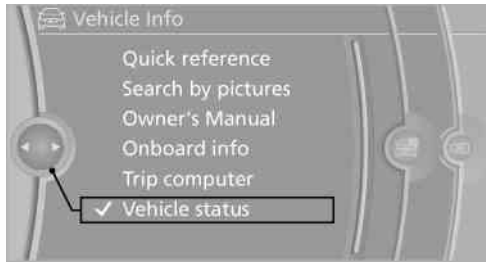 Vehicle Info
Quick reference
Search by pictures
Owner's Manual
Onboard info
Trip computer
✓ Vehicle status